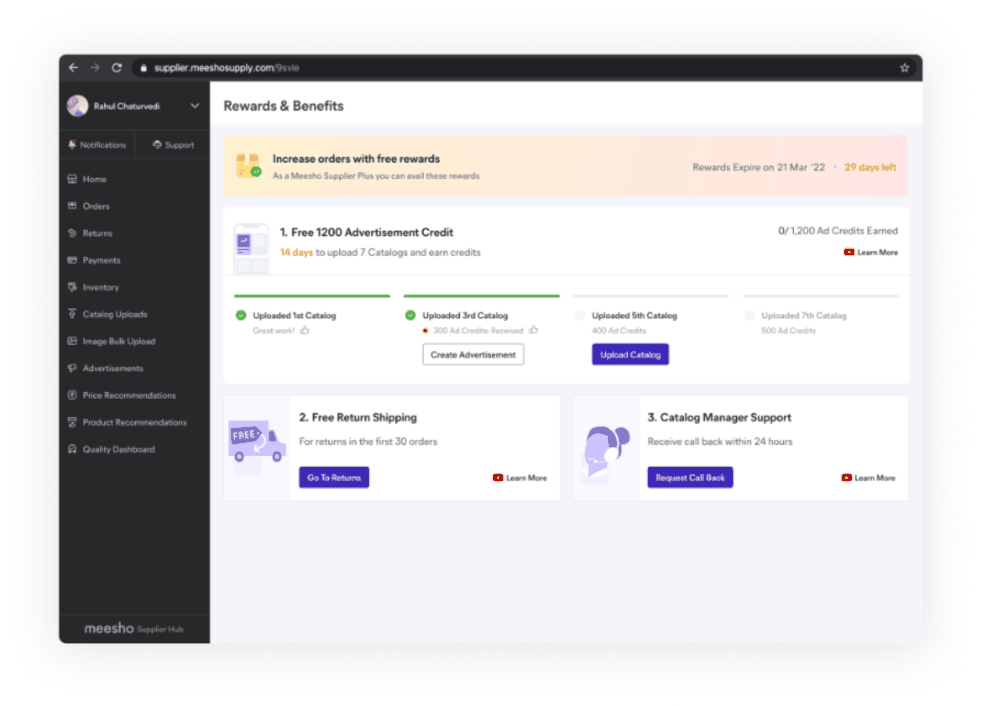 supplier.meeshosupply.com/9svie
Rahul Chaturvedi
Notifications
Support
Home
Orders
Returns
Payments
Inventory
Catalog Uploads
Image Bulk Upload
Advertisements
Price Recommendations
Product Recommendations
Quality Dashboard
meesho Supplier Hub
Rewards & Benefits
Increase orders with free rewards
As a Meesho Supplier Plus you can avail these rewards
Rewards Expire on 21 Mar '22 • 29 days left
1. Free 1200 Advertisement Credit
14 days to upload 7 Catalogs and earn credits
0/1,200 Ad Credits Earned
Learn More
Uploaded 1st Catalog
Great work!
Uploaded 3rd Catalog
300 Ad Credits: Received
Create Advertisement
Uploaded 5th Catalog
400 Ad Credits
Upload Catalog
Uploaded 7th Catalog
500 Ad Credits
FREE
2. Free Return Shipping
For returns in the first 30 orders
Go To Returns
Learn More
3. Catalog Manager Support
Receive call back within 24 hours
Request Call Back
Learn More